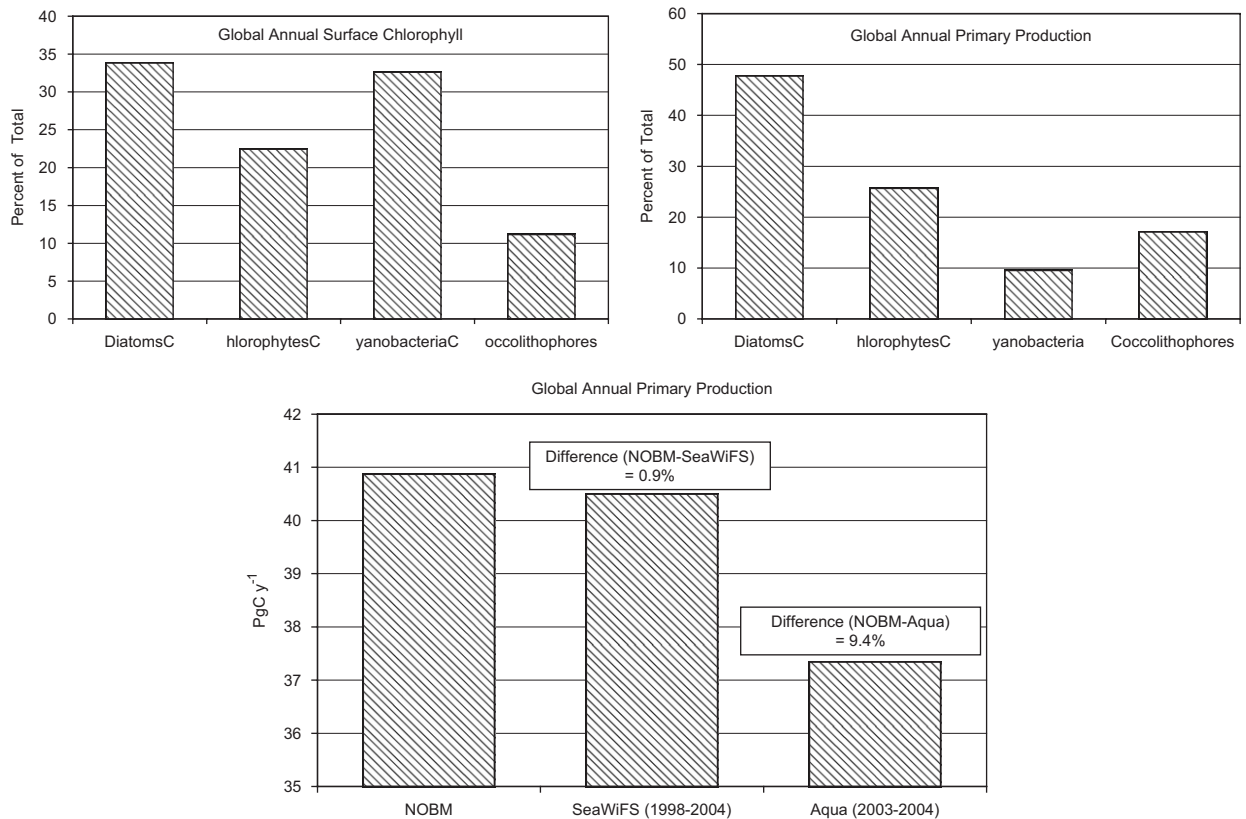 Global Annual Surface Chlorophyll
Percent of Total
40
35
30
25
20
15
10
5
0
DiatomsC hlorophytesC yanobacteriaC occolithophores
Global Annual Primary Production
Percent of Total
60
50
40
30
20
10
0
DiatomsC hlorophytesC yanobacteria Coccolithophores
Global Annual Primary Production
PgC y-1
42
41
40
39
38
37
36
35
Difference (NOBM-SeaWiFS)
= 0.9%
Difference (NOBM-Aqua)
= 9.4%
NOBM SeaWiFS (1998-2004) Aqua (2003-2004)